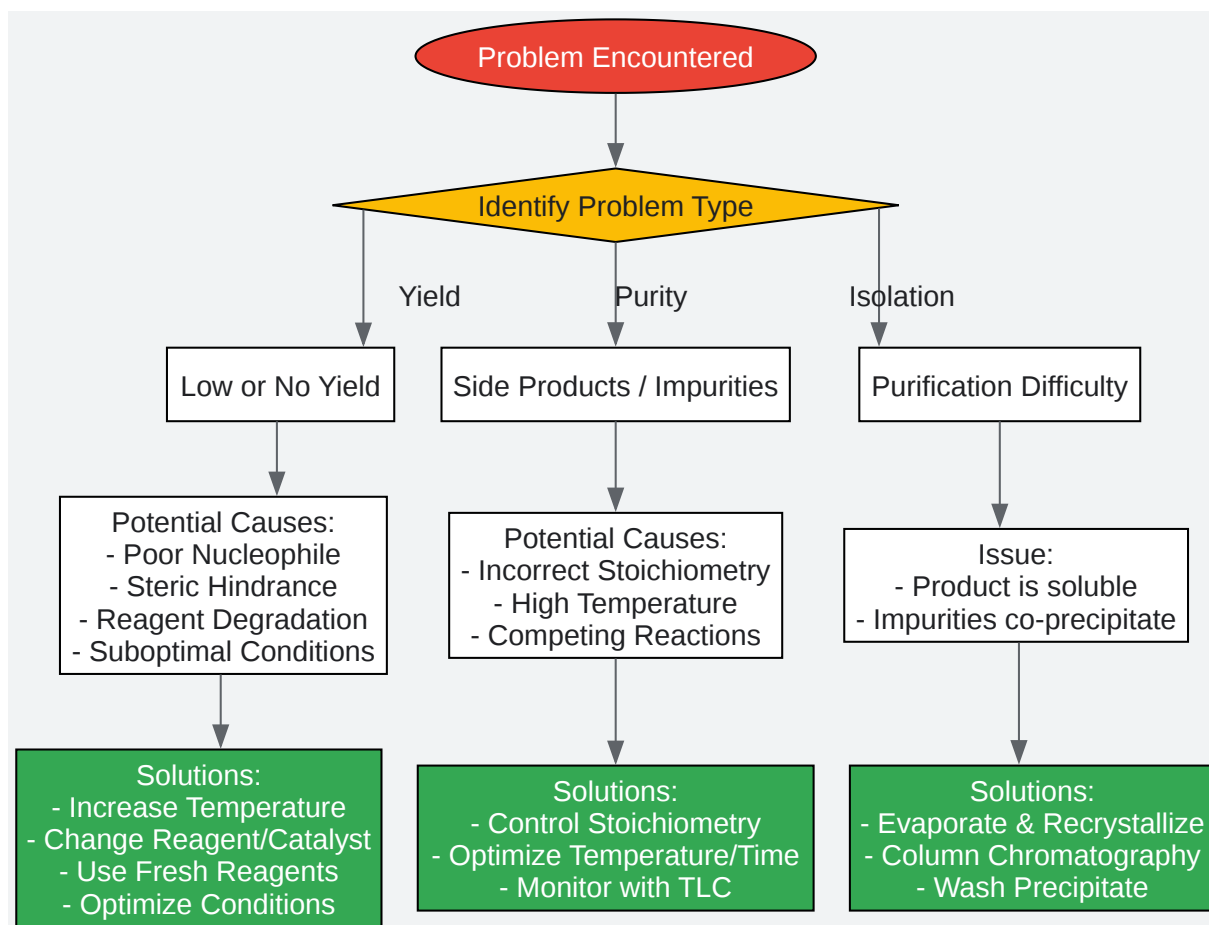 Problem Encountered
Identify Problem Type
Yield
Purity
Isolation
Low or No Yield
Side Products / Impurities
Purification Difficulty
Potential Causes:
- Poor Nucleophile
- Steric Hindrance
- Reagent Degradation
- Suboptimal Conditions
Potential Causes:
- Incorrect Stoichiometry
- High Temperature
- Competing Reactions
Issue:
- Product is soluble
- Impurities co-precipitate
Solutions:
- Increase Temperature
- Change Reagent/Catalyst
- Use Fresh Reagents
- Optimize Conditions
Solutions:
- Control Stoichiometry
- Optimize Temperature/Time
- Monitor with TLC
Solutions:
- Evaporate & Recrystallize
- Column Chromatography
- Wash Precipitate